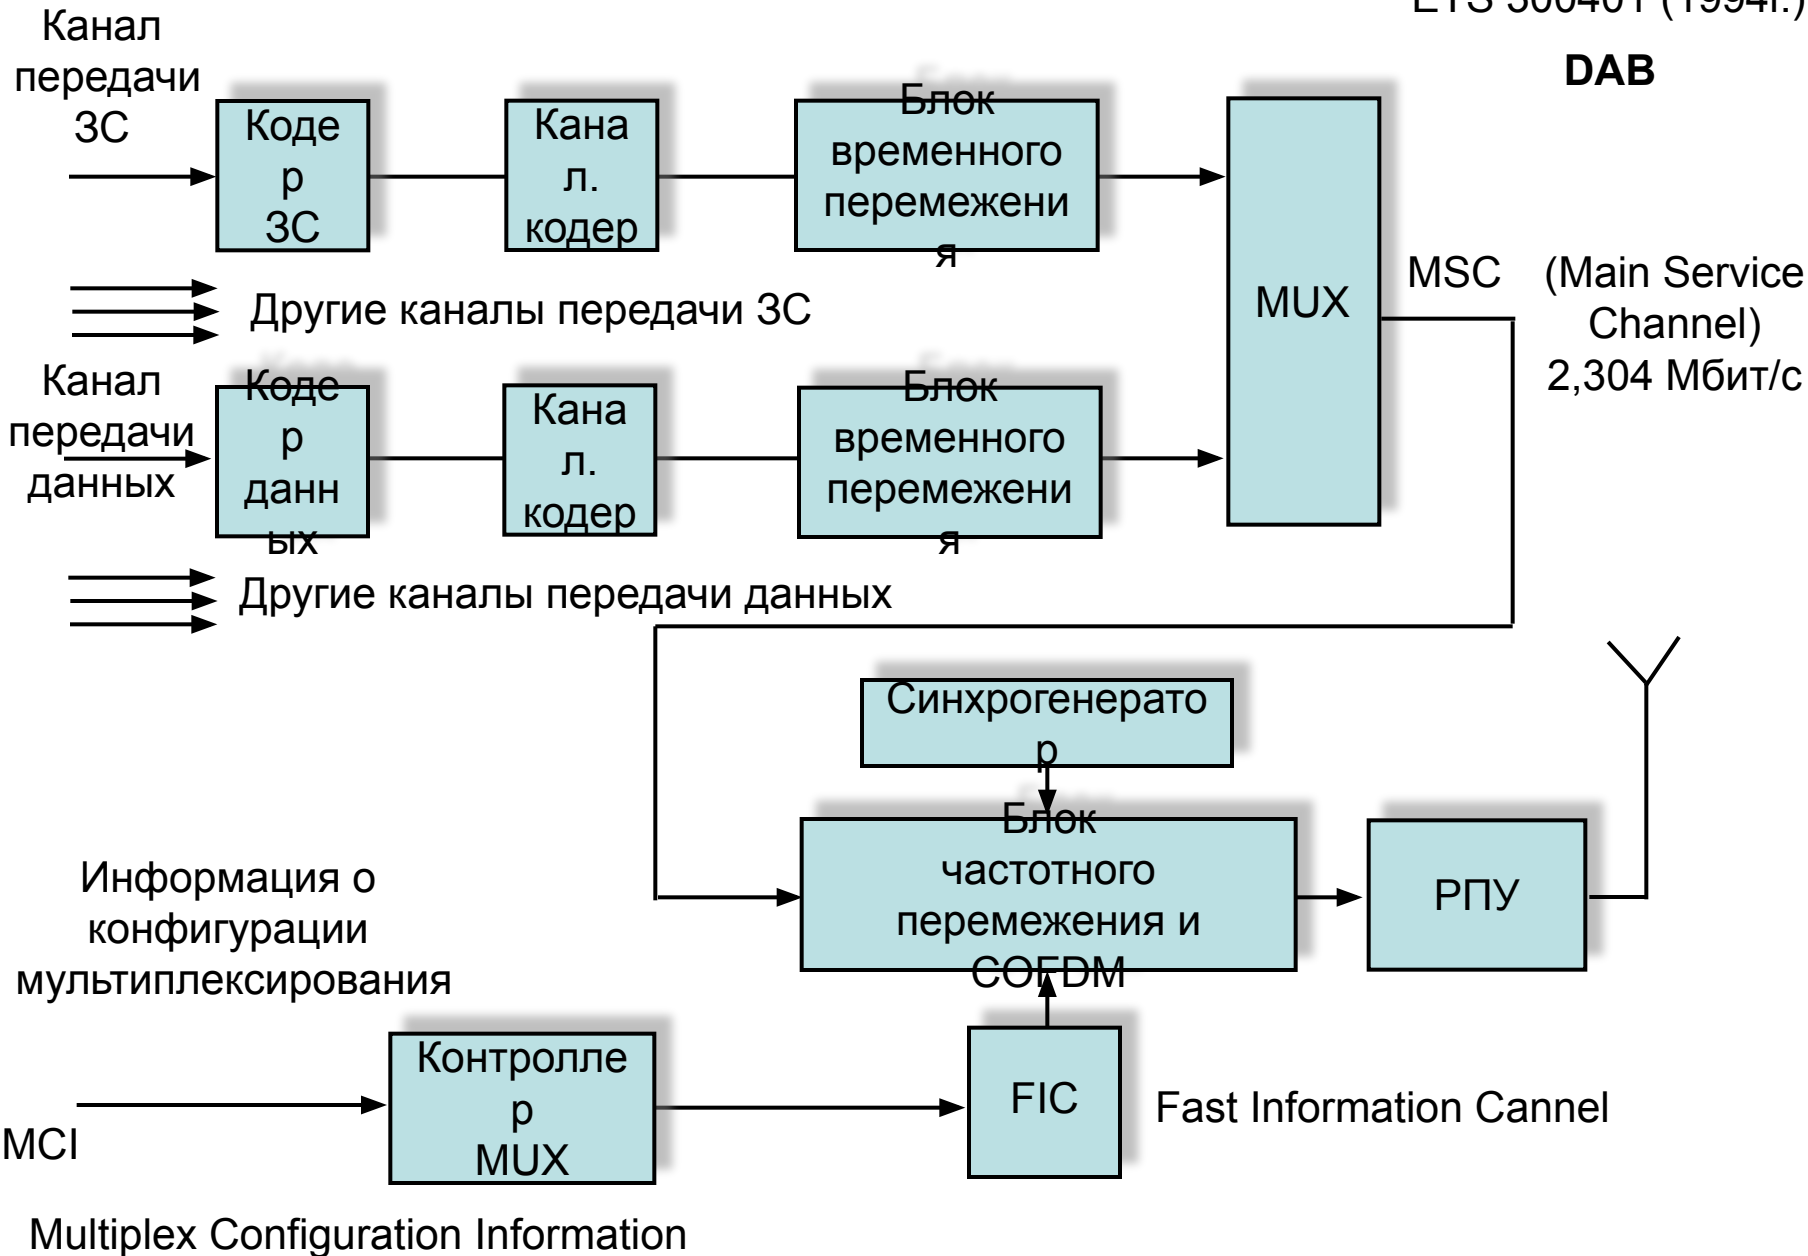 ETS 300401 (1994г.)
DAB
Канал
передачи
ЗС
Коде
р
ЗС
Кана
л.
кодер
Блок
временного
перемежени
я
MUX
MSC
(Main Service
Channel)
2,304 Мбит/с
Другие каналы передачи ЗС
Канал
передачи
данных
Коде
р
данн
ых
Кана
л.
кодер
Блок
временного
перемежени
я
Другие каналы передачи данных
Синхрогенерато
р
Блок
частотного
перемежения и
COFDM
РПУ
Информация о
конфигурации
мультиплексирования
MCI
Контролле
р
MUX
FIC
Fast Information Cannel
Multiplex Configuration Information